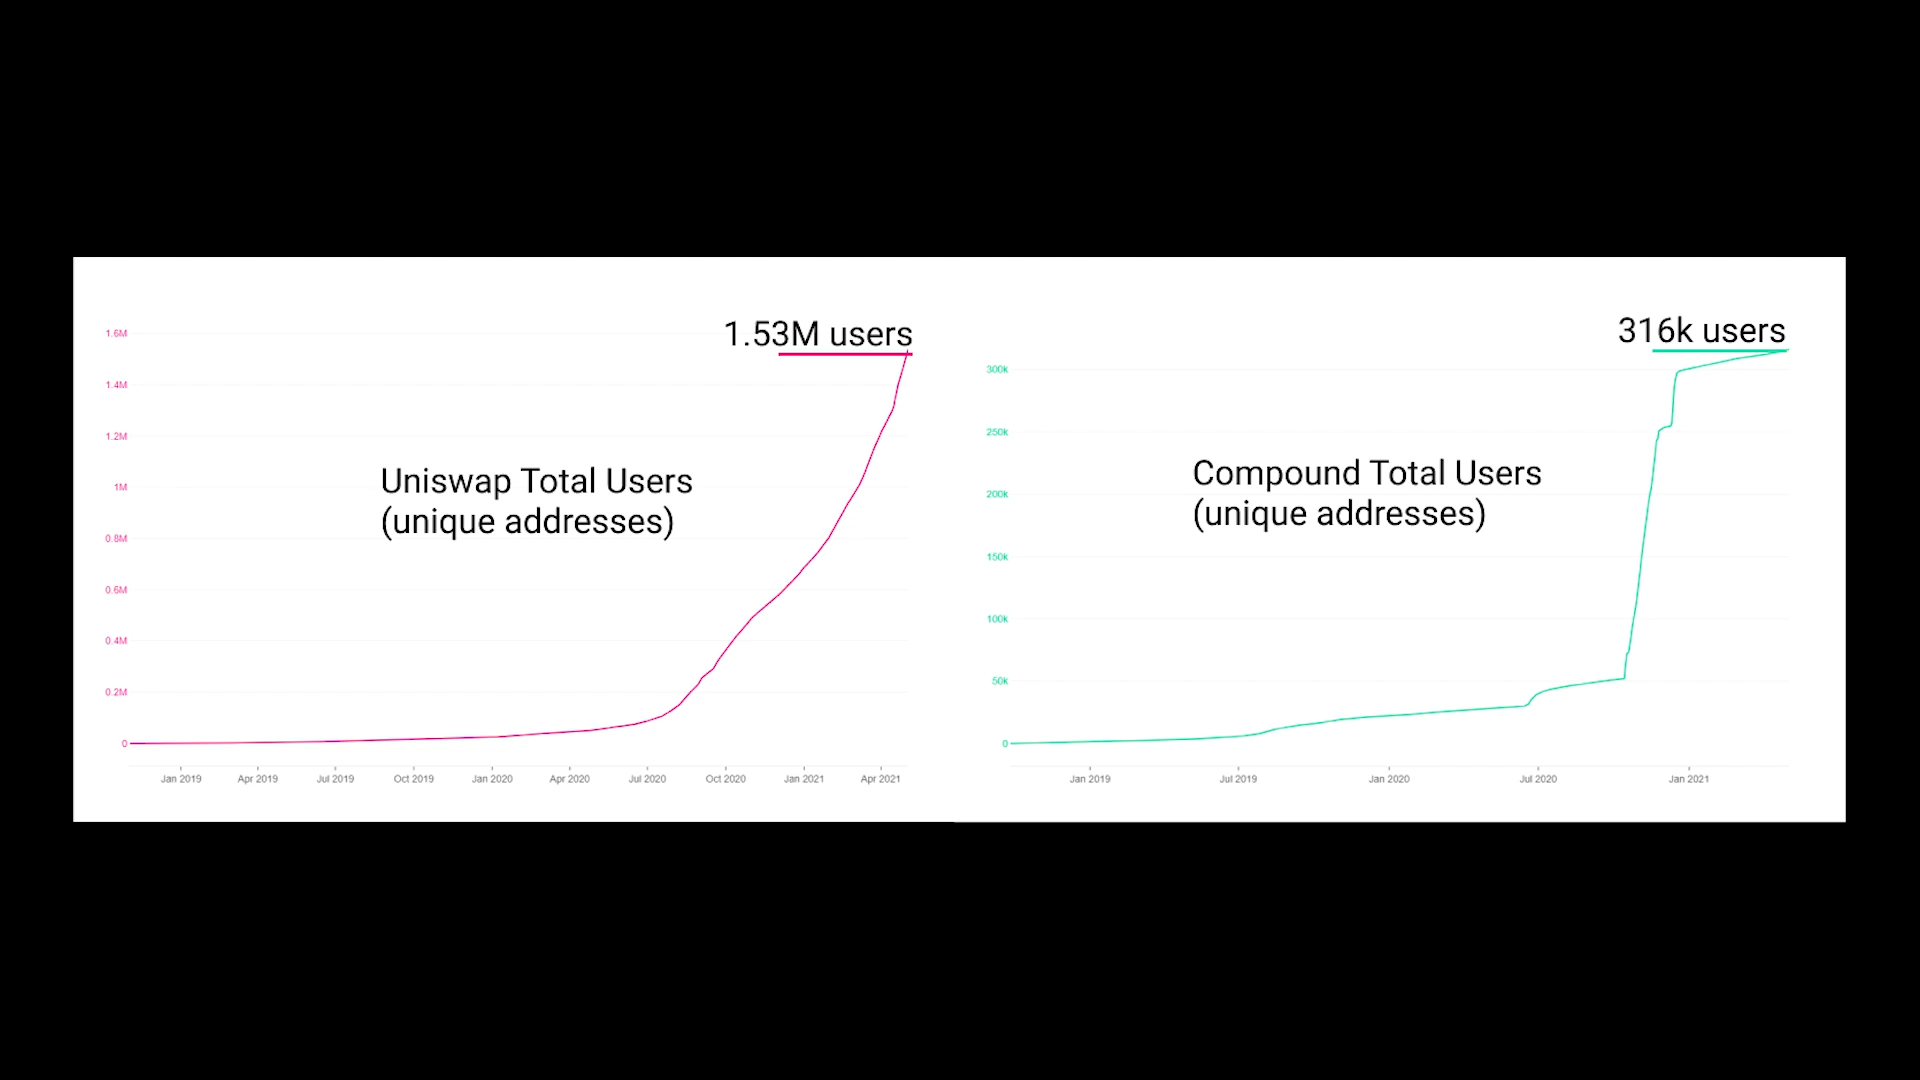 1.53M users
1.6M
1.4M
1.2M
1M
0.8M
0.6M
0.4M
0.2M
0
Uniswap Total Users
(unique addresses)
Jan 2019
Apr 2019
Jul 2019
Oct 2019
Jan 2020
Apr 2020
Jul 2020
Oct 2020
Jan 2021
Apr 2021
316k users
300k
250k
200k
150k
100k
50k
0
Compound Total Users
(unique addresses)
Jan 2019
Jul 2019
Jan 2020
Jul 2020
Jan 2021